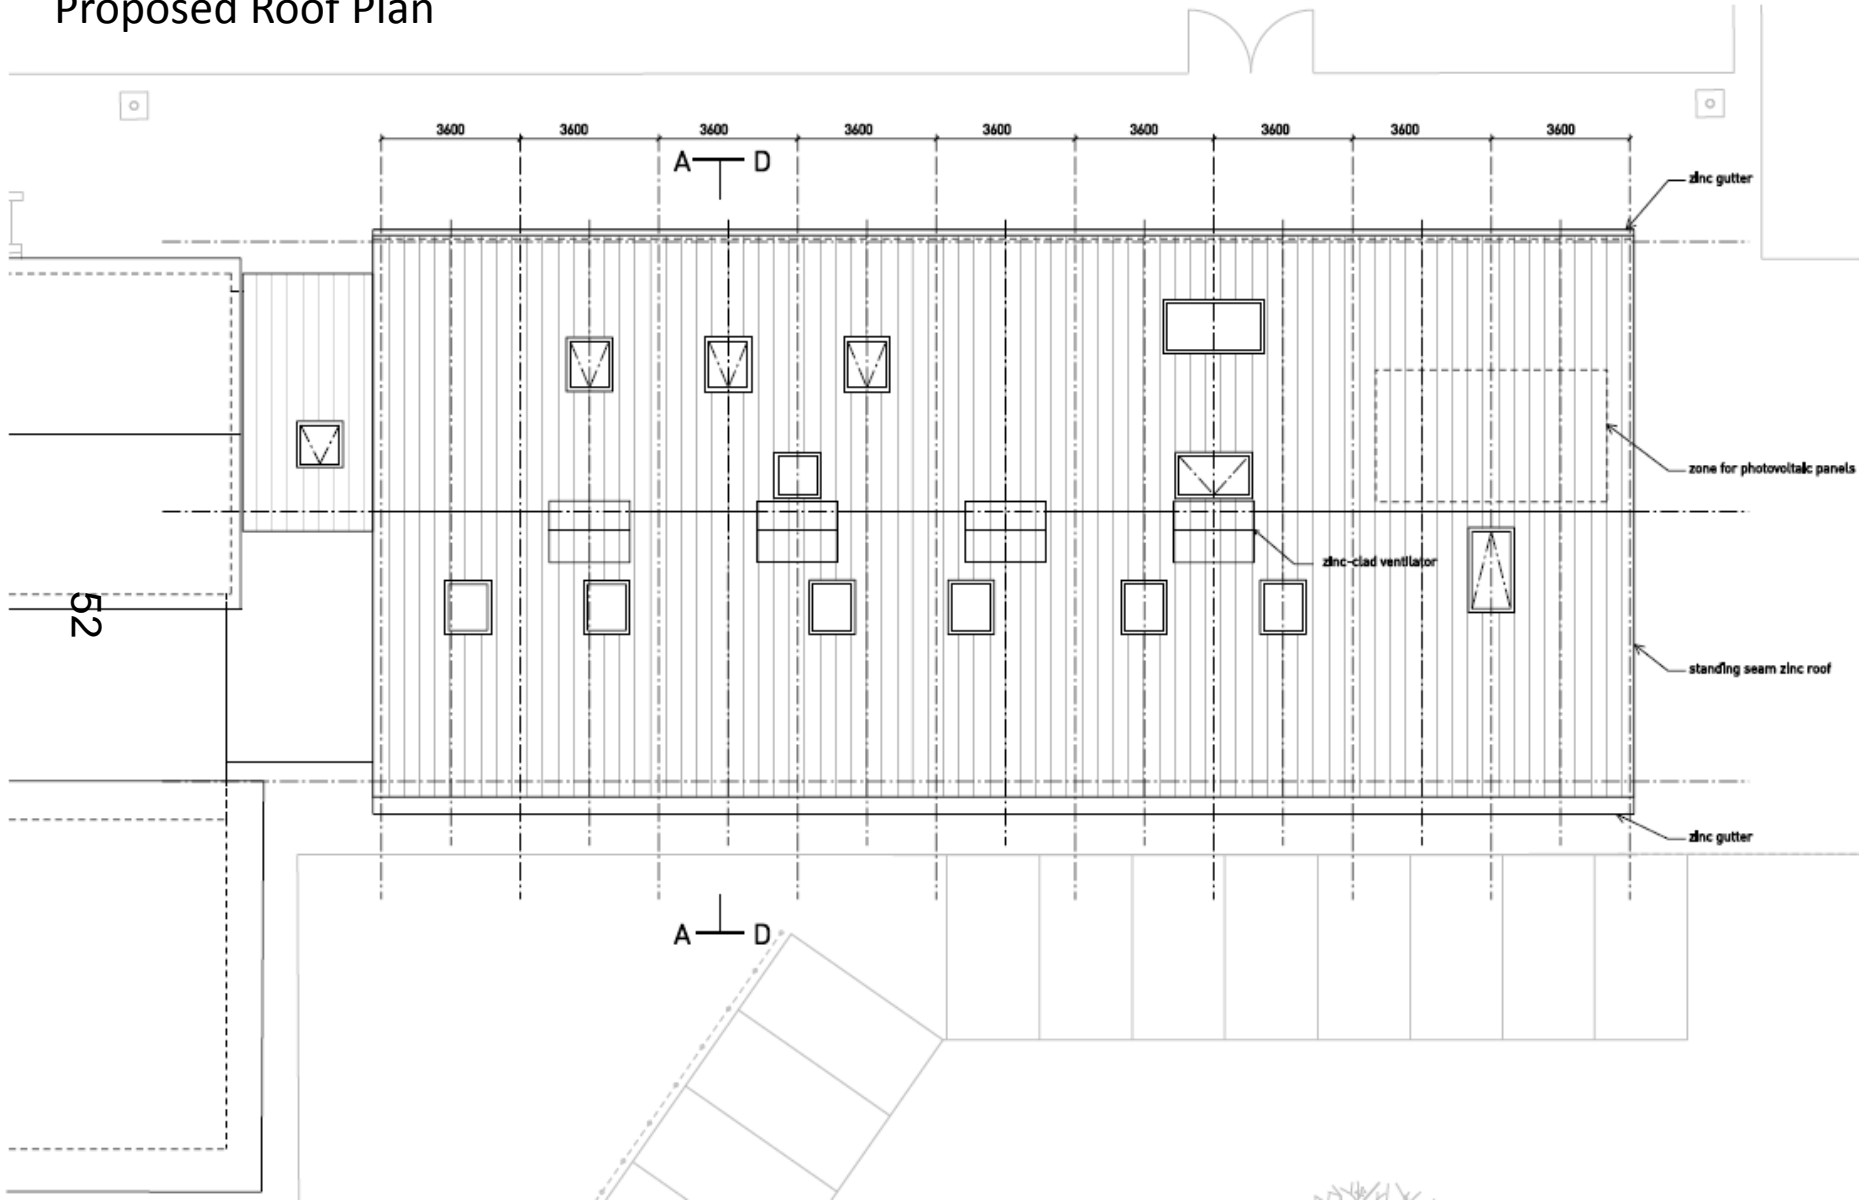 Proposed Roof Plan
3600 3600 3600 3600 3600 3600 3600 3600 3600
A D
zinc gutter
zone for photovoltaic panels
zinc-clad ventilator
52
standing seam zinc roof
zinc gutter
A D